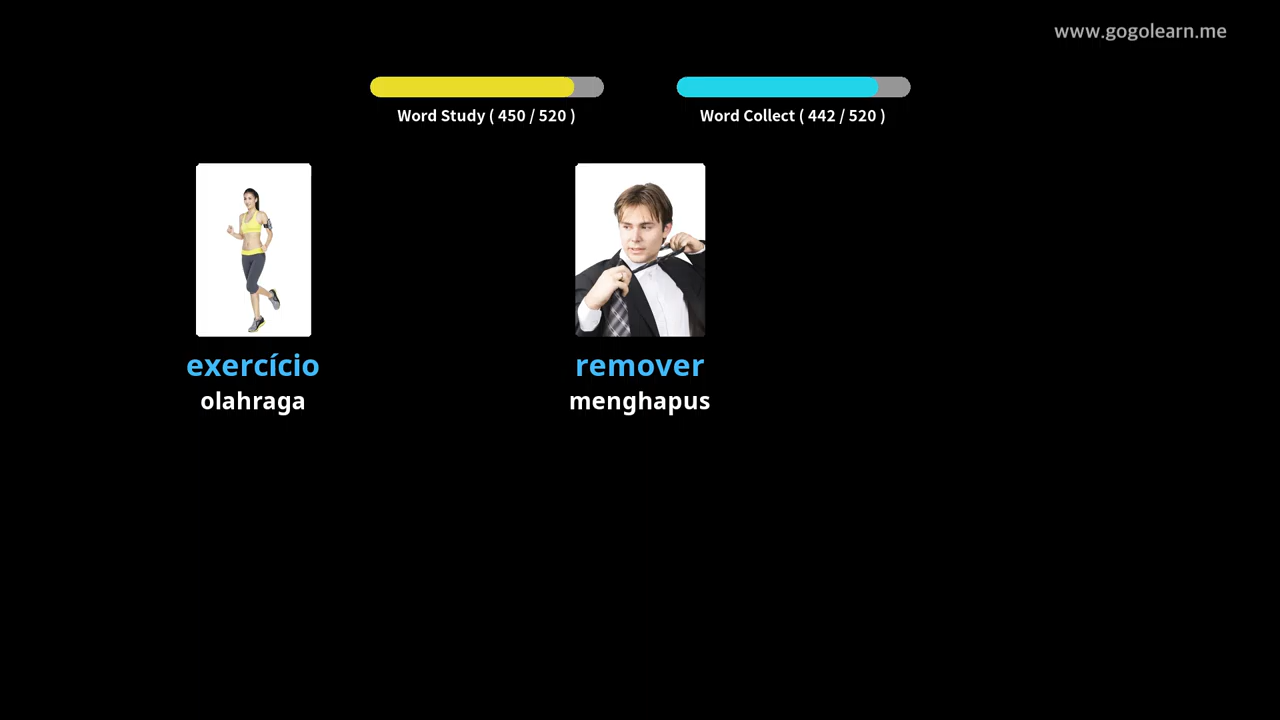 www.gogolearn.me
Word Study ( 450 / 520 )
Word Collect ( 442 / 520 )
exercício
olahraga
remover
menghapus